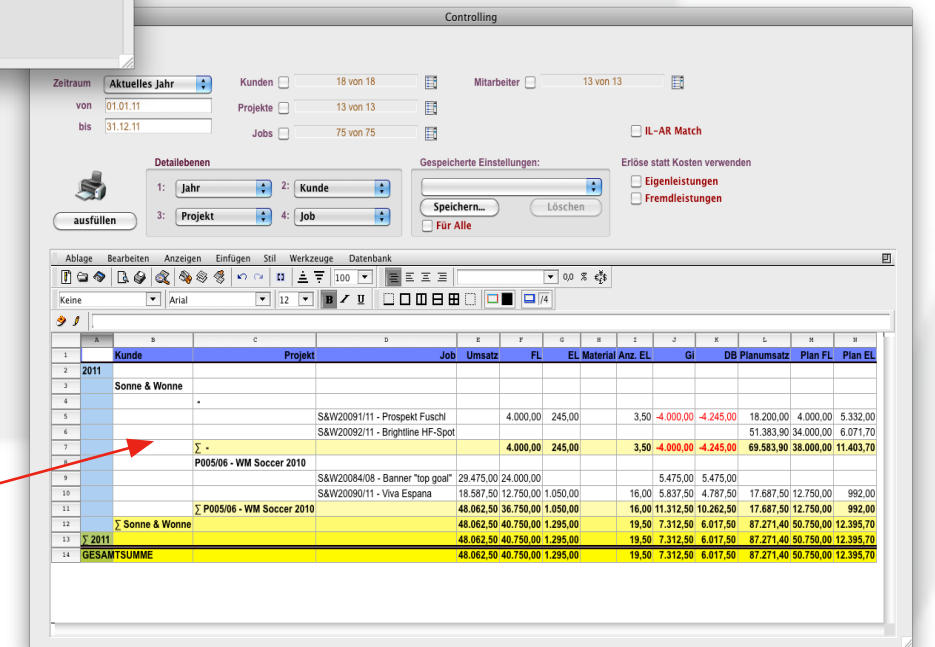 Controlling
Zeitraum Aktuelles Jahr Kunden 18 von 18 Mitarbeiter 13 von 13
von 01.01.11 Projekte 13 von 13
bis 31.12.11 Jobs 75 von 75 IL-AR Match
Detailebenen Gespeicherte Einstellungen: Erlöse statt Kosten verwenden
1: Jahr 2: Kunde Eigenleistungen
ausfüllen 3: Projekt 4: Job Speichern... Löschen Fremdleistungen
Für Alle
Ablage Bearbeiten Anzeigen Einfügen Stil Werkzeuge Datenbank
100 0,0 %
Keine Arial 12 B I U /4
A B C D E F G H I J K L M N
1 Kunde Projekt Job Umsatz FL EL Material Anz. EL Gi DB Planumsatz Plan FL Plan EL
2 2011
3 Sonne & Wonne
4 -
5 S&W20091/11 - Prospekt Fuschl 4.000,00 245,00 3,50 -4.000,00 -4.245,00 18.200,00 4.000,00 5.332,00
6 S&W20092/11 - Brightline HF-Spot 51.383,90 34.000,00 6.071,70
7 ∑ - 4.000,00 245,00 3,50 -4.000,00 -4.245,00 69.583,90 38.000,00 11.403,70
8 P005/06 - WM Soccer 2010
9 S&W20084/08 - Banner "top goal" 29.475,00 24.000,00 5.475,00 5.475,00
10 S&W20090/11 - Viva Espana 18.587,50 12.750,00 1.050,00 16,00 5.837,50 4.787,50 17.687,50 12.750,00 992,00
11 ∑ P005/06 - WM Soccer 2010 48.062,50 36.750,00 1.050,00 16,00 11.312,50 10.262,50 17.687,50 12.750,00 992,00
12 ∑ Sonne & Wonne 48.062,50 40.750,00 1.295,00 19,50 7.312,50 6.017,50 87.271,40 50.750,00 12.395,70
13 ∑ 2011 48.062,50 40.750,00 1.295,00 19,50 7.312,50 6.017,50 87.271,40 50.750,00 12.395,70
14 GESAMTSUMME 48.062,50 40.750,00 1.295,00 19,50 7.312,50 6.017,50 87.271,40 50.750,00 12.395,70